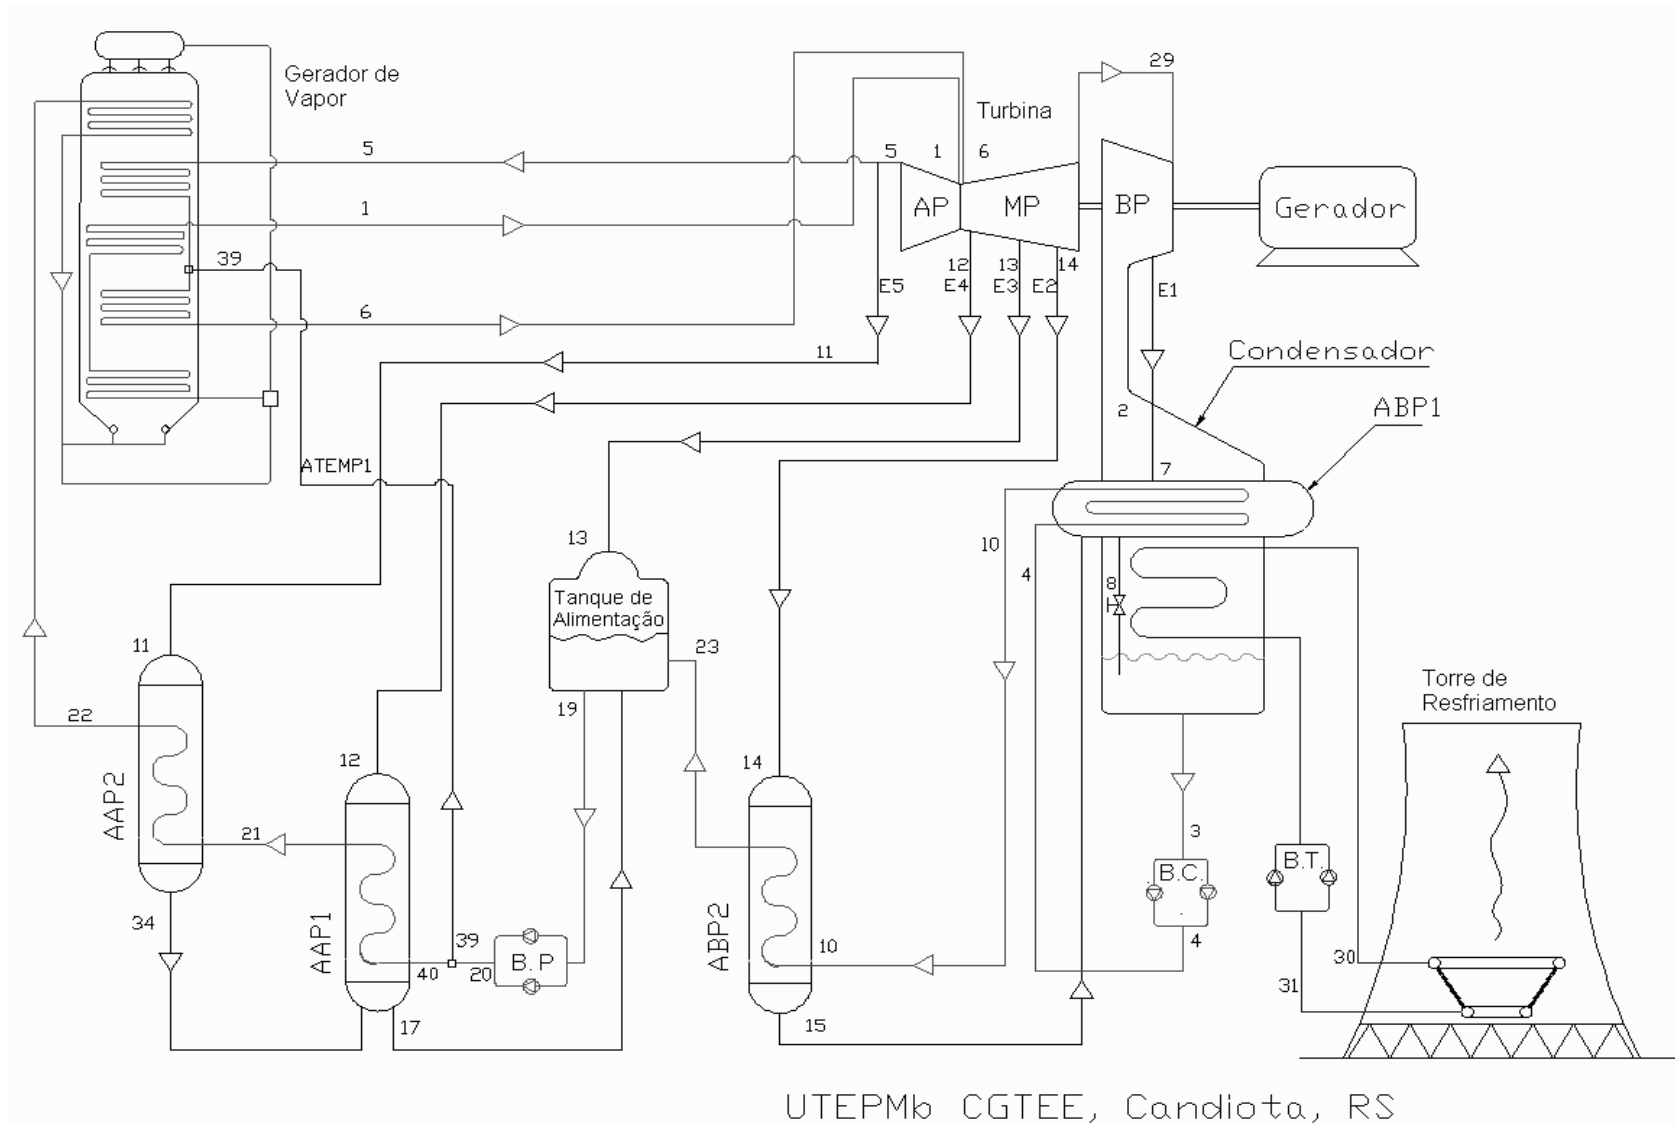 29
Gerador de
Vapor
Turbina
5
5
1
6
1
AP
MP
BP
Gerador
39
12
13
14
E5
E4
E3
E2
E1
6
11
Condensador
2
ABP1
ATEMP1
7
13
10
4
8
Tanque de
Alimentação
11
23
Torre de
Resfriamento
22
19
12
14
AAP2
21
3
B.C.
B.T.
34
AAP1
39
40
20
B.P
ABP2
10
4
30
31
17
15
UTEPMb CGTEE, Candiota, RS